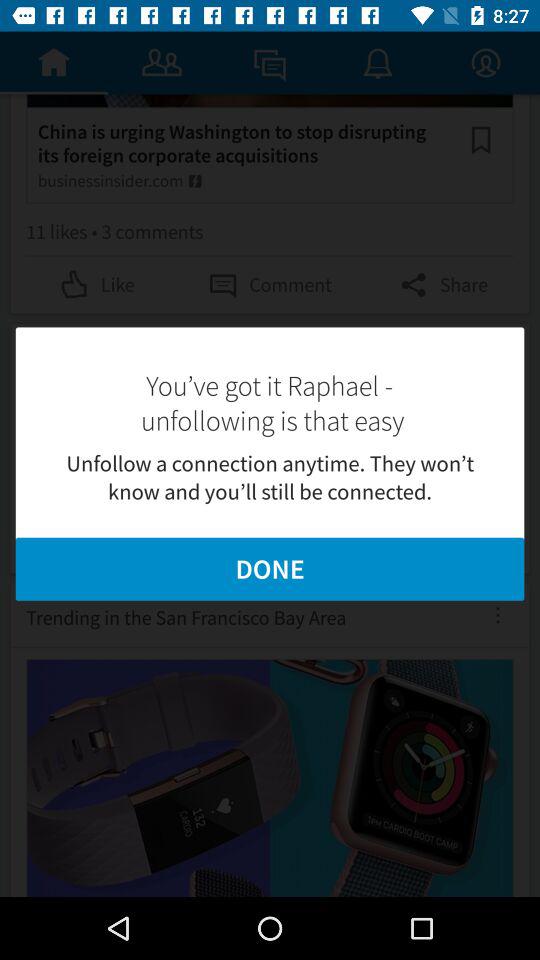 8:27
China is urging Washington to stop disrupting
its foreign corporate acquisitions
businessinsider.com
11 likes • 3 comments
Like
Comment
Share
You've got it Raphael -
unfollowing is that easy
Unfollow a connection anytime. They won't
know and you'll still be connected.
DONE
Trending in the San Francisco Bay Area
132
CARDIO
1PM CARDIO BOOT CAMP